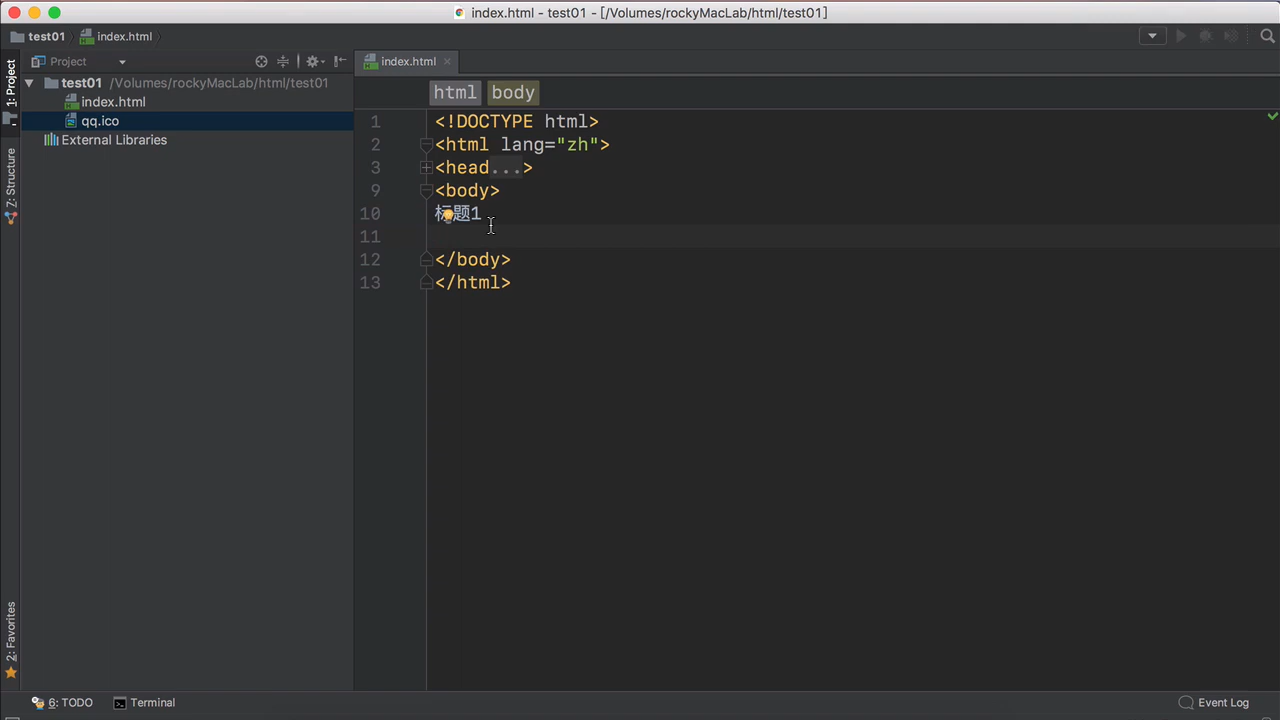 index.html - test01 - [/Volumes/rockyMacLab/html/test01]
test01 index.html
1: Project
Project
index.html
test01 /Volumes/rockyMacLab/html/test01
index.html
qq.ico
External Libraries
Z: Structure
html body
1 <!DOCTYPE html>
2 <html lang="zh">
3 <head...>
9 <body>
10 标题1
11
12 </body>
13 </html>
2: Favorites
6: TODO Terminal Event Log